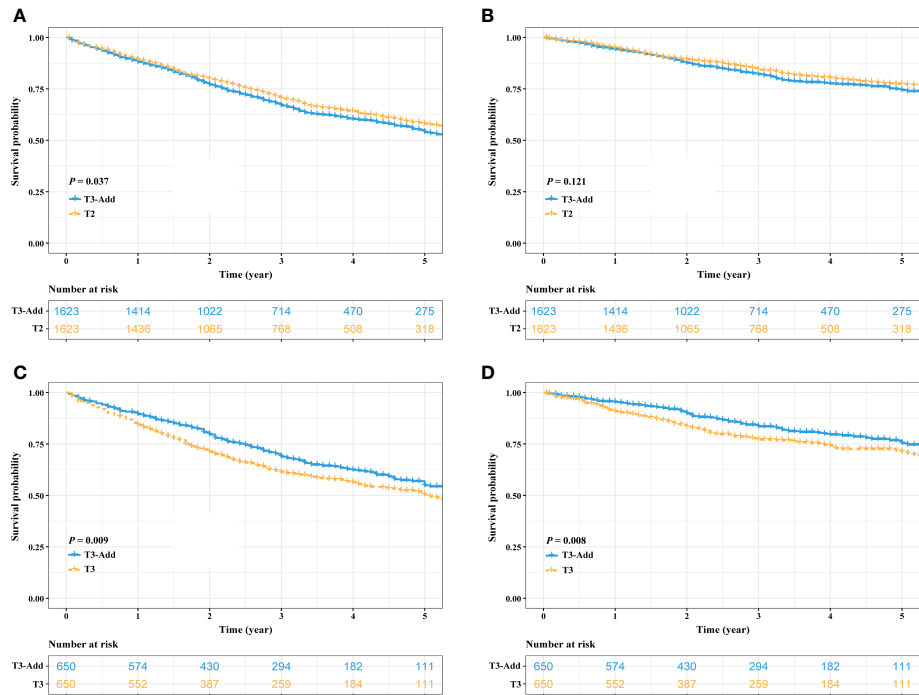 A
Survival probability
1.00
0.75
0.50
0.25
0.00
P = 0.037
T3-Add
T2
0 1 2 3 4 5
Time (year)
Number at risk
T3-Add 1623 1414 1022 714 470 275
T2 1623 1436 1065 768 508 318
B
Survival probability
1.00
0.75
0.50
0.25
0.00
P = 0.121
T3-Add
T2
0 1 2 3 4 5
Time (year)
Number at risk
T3-Add 1623 1414 1022 714 470 275
T2 1623 1436 1065 768 508 318
C
Survival probability
1.00
0.75
0.50
0.25
0.00
P = 0.009
T3-Add
T3
0 1 2 3 4 5
Time (year)
Number at risk
T3-Add 650 574 430 294 182 111
T3 650 552 387 259 184 111
D
Survival probability
1.00
0.75
0.50
0.25
0.00
P = 0.008
T3-Add
T3
0 1 2 3 4 5
Time (year)
Number at risk
T3-Add 650 574 430 294 182 111
T3 650 552 387 259 184 111